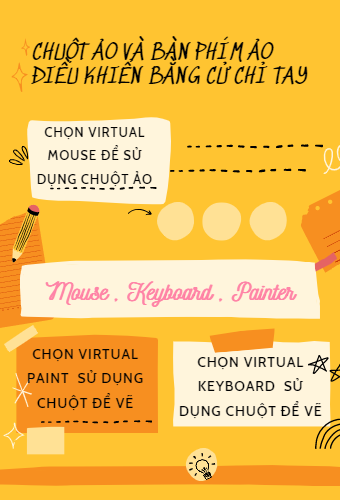 CHUỘT ẢO VÀ BÀN PHÍM ẢO
ĐIỀU KHIỂN BẰNG CỬ CHỈ TAY
CHỌN VIRTUAL
MOUSE ĐỂ SỬ
DỤNG CHUỘT ẢO
Mouse , Keyboard , Painter
CHỌN VIRTUAL
PAINT SỬ DỤNG
CHUỘT ĐỂ VẼ
CHỌN VIRTUAL
KEYBOARD SỬ
DỤNG CHUỘT ĐỂ VẼ